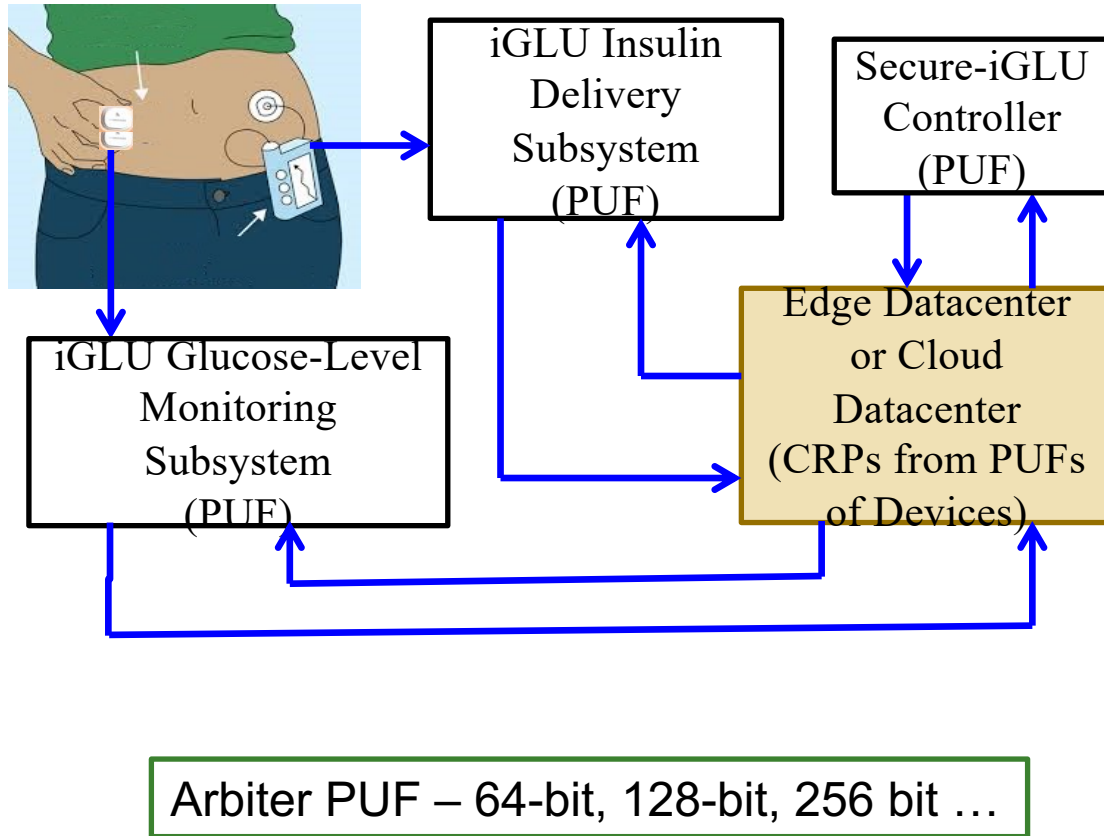 iGLU Insulin
Delivery
Subsystem
(PUF)
Secure-iGLU
Controller
(PUF)
iGLU Glucose-Level
Monitoring
Subsystem
(PUF)
Edge Datacenter
or Cloud
Datacenter
(CRPs from PUFs
of Devices)
Arbiter PUF – 64-bit, 128-bit, 256 bit …